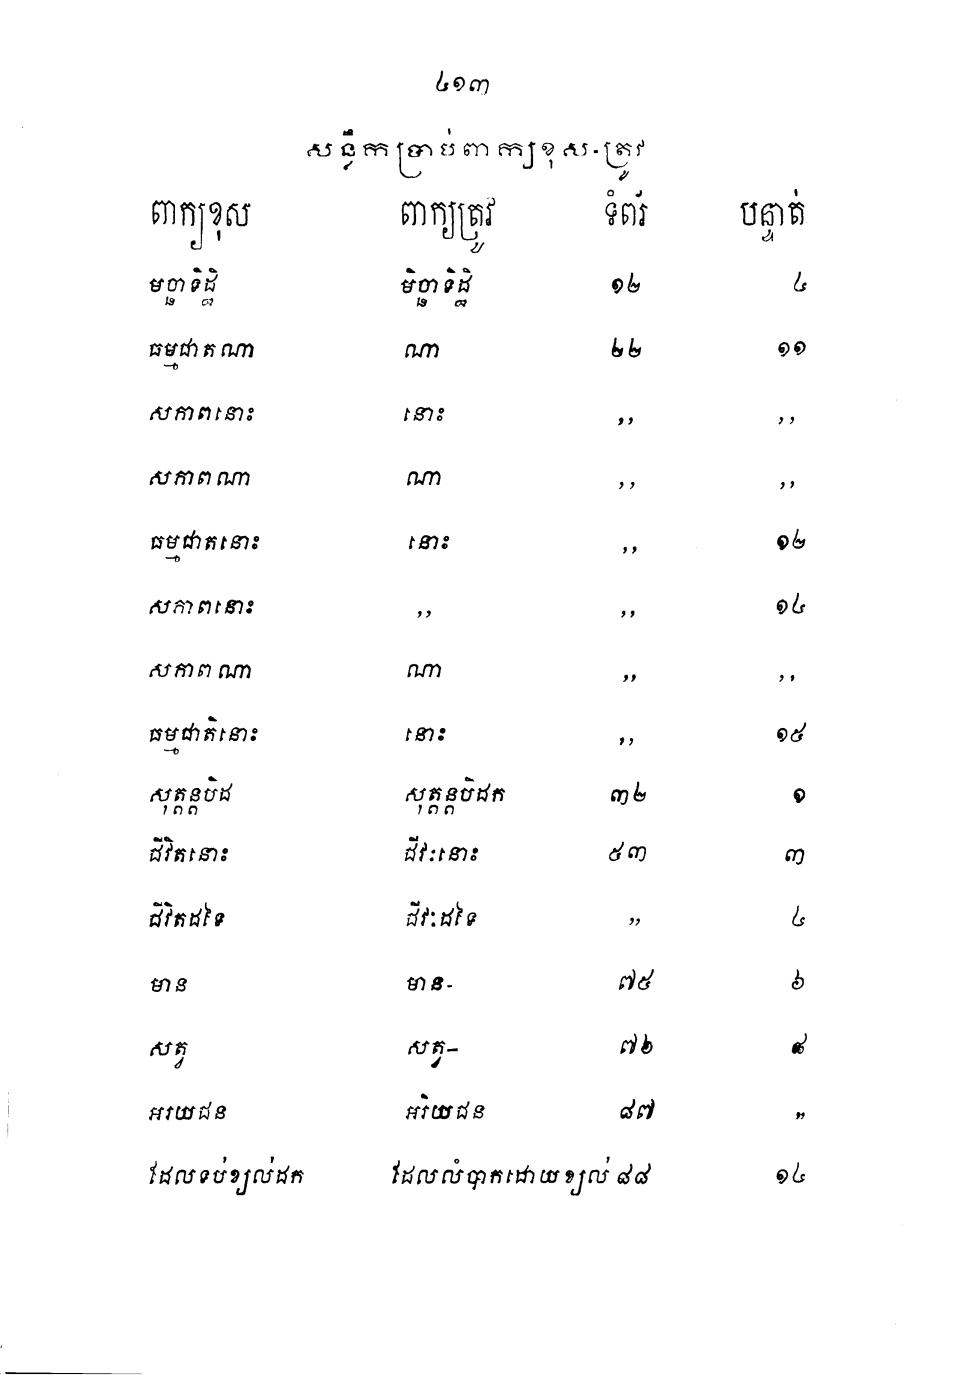 ៤១៣
សន្ទឹកប្រាប់ពាក្យខុស-ត្រូវ
ពាក្យខុស ពាក្យត្រូវ ទំព័រ បន្ទាត់
មច្ឆាទិដ្ឋិ មិច្ឆាទិដ្ឋិ ១២ ៤
ធម្មជាតណា ណា ២២ ១១
សភាពនោះ នោះ ,, ,,
សភាពណា ណា ,, ,,
ធម្មជាតនោះ នោះ ,, ១២
សភាពនោះ ,, ,, ១៤
សភាពណា ណា ,, ,,
ធម្មជាតិនោះ នោះ ,, ១៥
សុត្តន្តបិដ សុត្តន្តបិដក ៣២ ១
ជីវិតនោះ ជីវៈនោះ ៥៣ ៣
ជីវិតដទៃ ជីវៈដទៃ ,, ៤
មាន មាន- ៧៥ ៦
សត្វ សត្វ- ៧៦
អរយជន អរិយជន ៨៧ ,,
ដែលទប់ខ្យល់ដក ដែលលំបាកដោយខ្យល់ ៨៨ ១៤